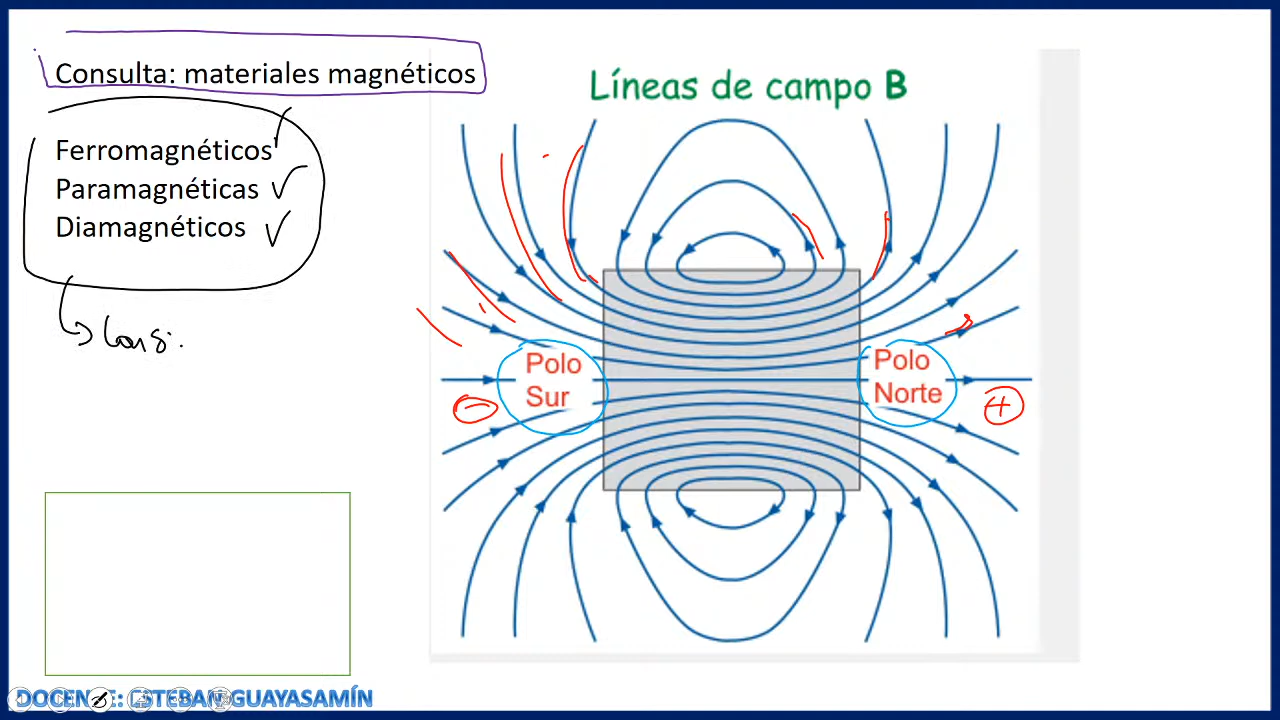 Consulta: materiales magnéticos
Ferromagnéticos
Paramagnéticas
Diamagnéticos
Líneas de campo B
Polo
Sur
Polo
Norte
−
+
DOCENTE: ESTEBAN GUAYASAMÍN